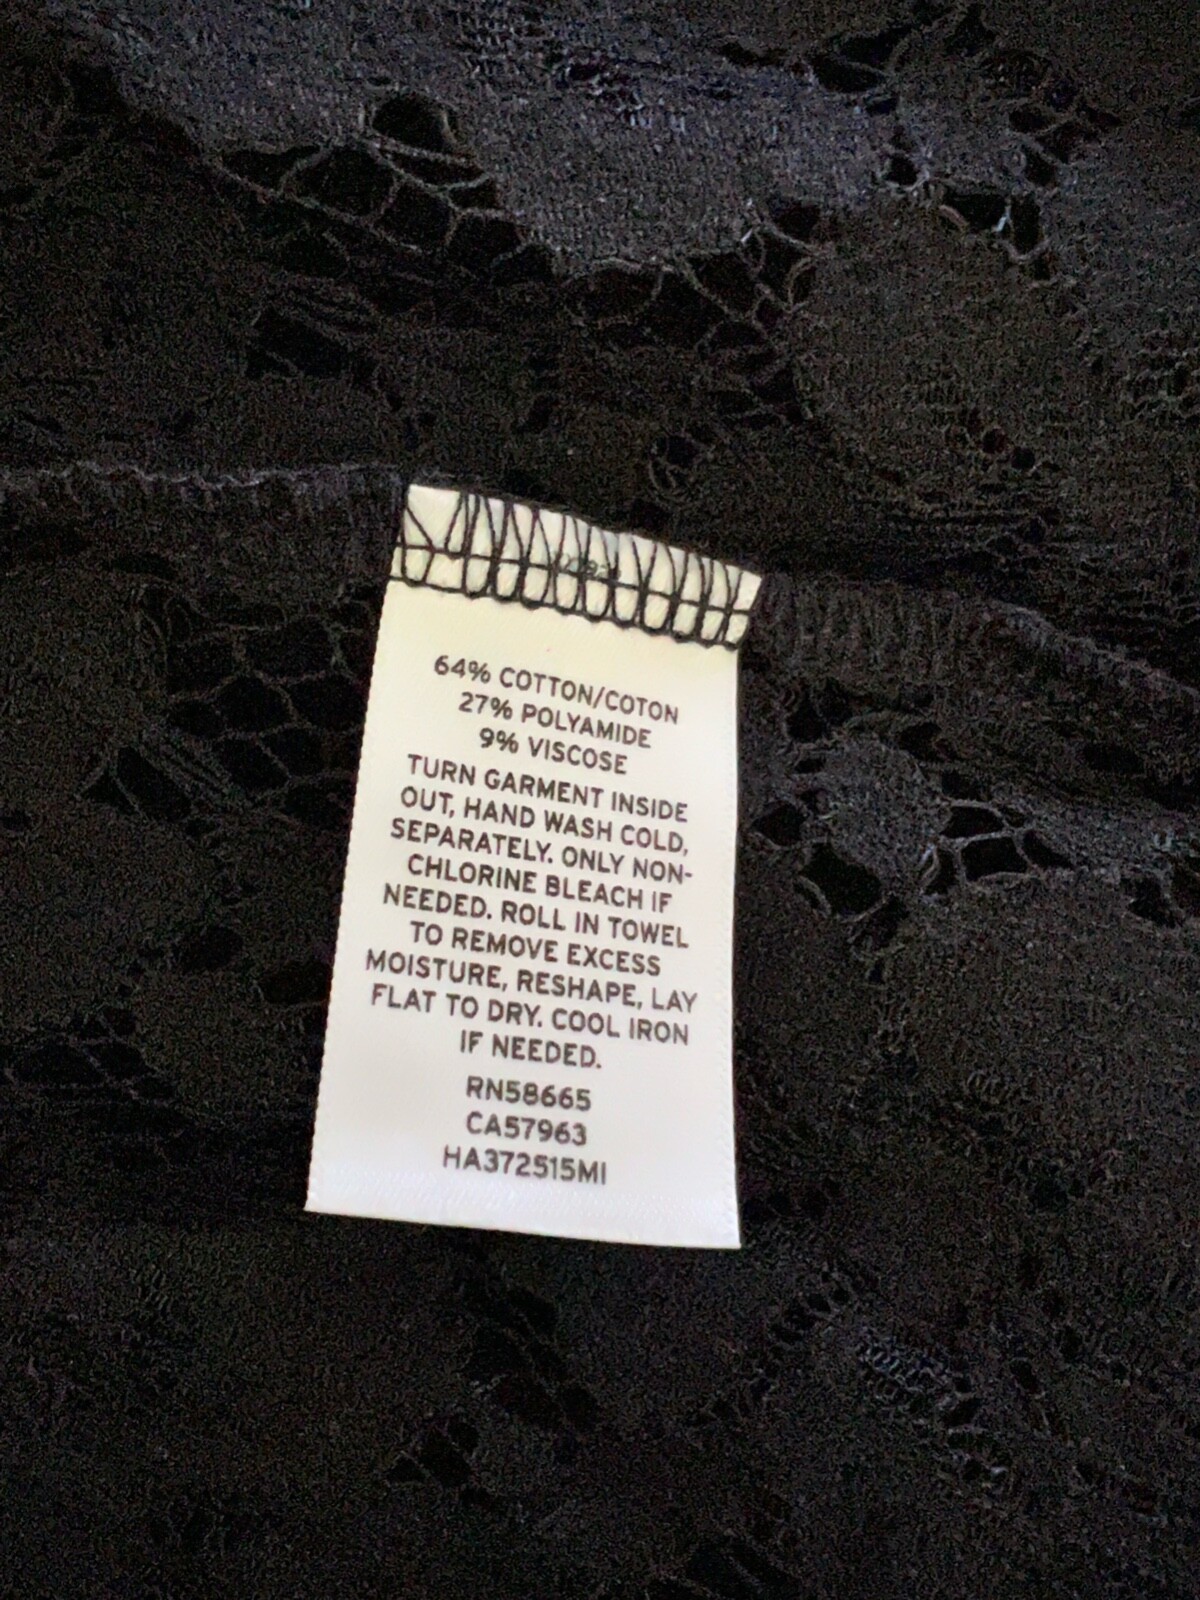 64% COTTON/COTON
27% POLYAMIDE
9% VISCOSE
TURN GARMENT INSIDE
OUT, HAND WASH COLD,
SEPARATELY. ONLY NON-
CHLORINE BLEACH IF
NEEDED. ROLL IN TOWEL
TO REMOVE EXCESS
MOISTURE, RESHAPE, LAY
FLAT TO DRY. COOL IRON
IF NEEDED.
RN58665
CA57963
HA372515MI